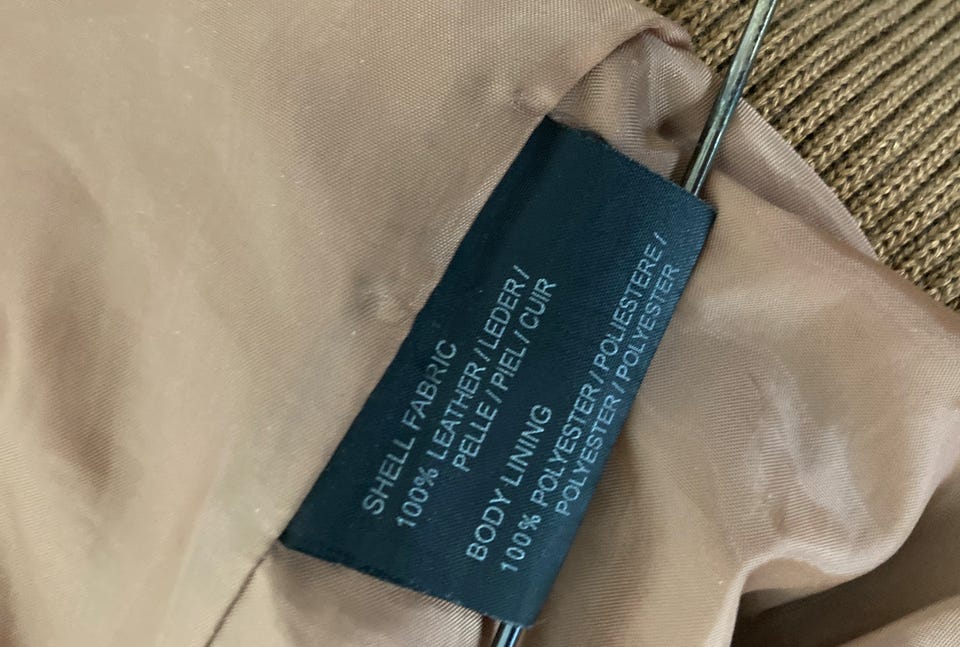 SHELL FABRIC
100% LEATHER / LEDER /
PELLE / PIEL / CUIR
BODY LINING
100% POLYESTER / POLIESTERE /
POLYESTER / POLYESTER